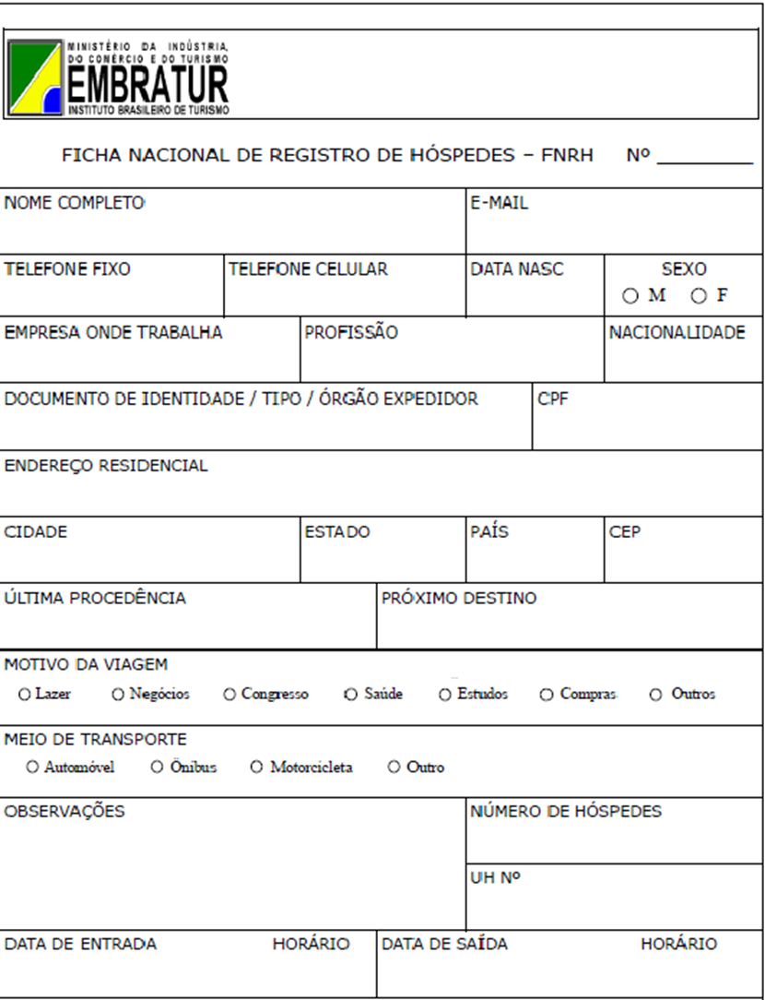 MINISTÉRIO DA INDÚSTRIA,
DO COMÉRCIO E DO TURISMO
EMBRATUR
INSTITUTO BRASILEIRO DE TURISMO
FICHA NACIONAL DE REGISTRO DE HÓSPEDES – FNRH Nº ________
NOME COMPLETO E-MAIL
TELEFONE FIXO TELEFONE CELULAR DATA NASC SEXO
M F
EMPRESA ONDE TRABALHA PROFISSÃO NACIONALIDADE
DOCUMENTO DE IDENTIDADE / TIPO / ÓRGÃO EXPEDIDOR CPF
ENDEREÇO RESIDENCIAL
CIDADE ESTADO PAÍS CEP
ÚLTIMA PROCEDÊNCIA PRÓXIMO DESTINO
MOTIVO DA VIAGEM
Lazer Negócios Congresso Saúde Estudos Compras Outros
MEIO DE TRANSPORTE
Automóvel Ônibus Motorcicleta Outro
OBSERVAÇÕES NÚMERO DE HÓSPEDES
UH Nº
DATA DE ENTRADA HORÁRIO DATA DE SAÍDA HORÁRIO